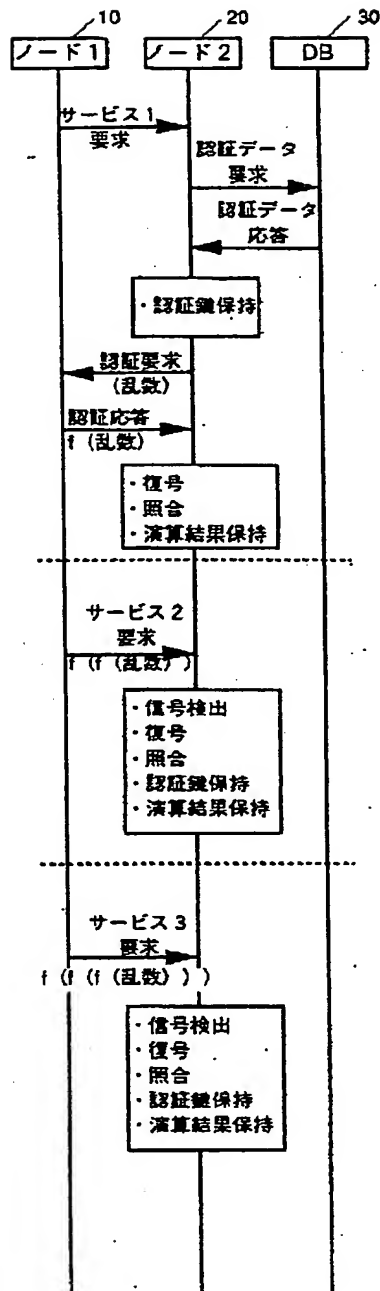 10
20
30
ノード1
ノード2
DB
サービス1
要求
認証データ
要求
認証データ
応答
・認証鍵保持
認証要求
(乱数)
認証応答
f (乱数)
・復号
・照合
・演算結果保持
サービス2
要求
f (f (乱数) )
・信号検出
・復号
・照合
・認証鍵保持
・演算結果保持
サービス3
要求
f (f (f (乱数) ) )
・信号検出
・復号
・照合
・認証鍵保持
・演算結果保持